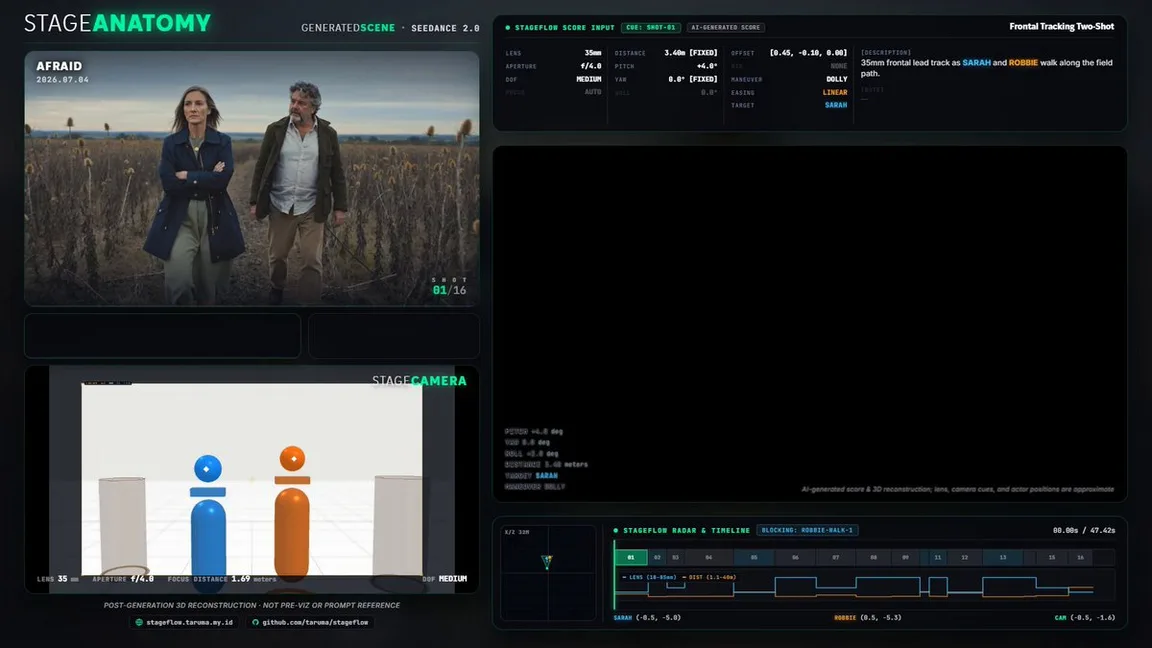 STAGEANATOMY
GENERATEDSCENE · SEEDANCE 2.0
AFRAID
2026.07.04
SHOT
01/16
STAGECAMERA
LENS 35 mm APERTURE f/4.0 FOCUS DISTANCE 1.69 meters DOF MEDIUM
POST-GENERATION 3D RECONSTRUCTION · NOT PRE-VIZ OR PROMPT REFERENCE
stageflow.taruma.my.id github.com/taruma/stageflow
STAGEFLOW SCORE INPUT CUE: SHOT-01 AI-GENERATED SCORE Frontal Tracking Two-Shot
LENS 35mm
APERTURE f/4.0
DOF MEDIUM
FOCUS AUTO
DISTANCE 3.40m [FIXED]
PITCH +4.0°
YAW 0.0° [FIXED]
ROLL 0.0°
OFFSET [0.45, -0.10, 0.00]
NONE
MANEUVER DOLLY
EASING LINEAR
TARGET SARAH
[DESCRIPTION]
35mm frontal lead track as SARAH and ROBBIE walk along the field
path.
[NOTE]
—
PITCH +4.0 deg
YAW 0.0 deg
ROLL +0.0 deg
DISTANCE 3.40 meters
TARGET SARAH
MANEUVER DOLLY
AI-generated score & 3D reconstruction; lens, camera cues, and actor positions are approximate
STAGEFLOW RADAR & TIMELINE BLOCKING: ROBBIE-WALK-1 00.00s / 47.42s
01 02 03 04 05 06 07 08 09 11 12 13 15 16
LENS (18-85mm) DIST (1.1-40m)
SARAH (-0.5, -5.0) ROBBIE (0.5, -5.3) CAM (-0.5, -1.6)